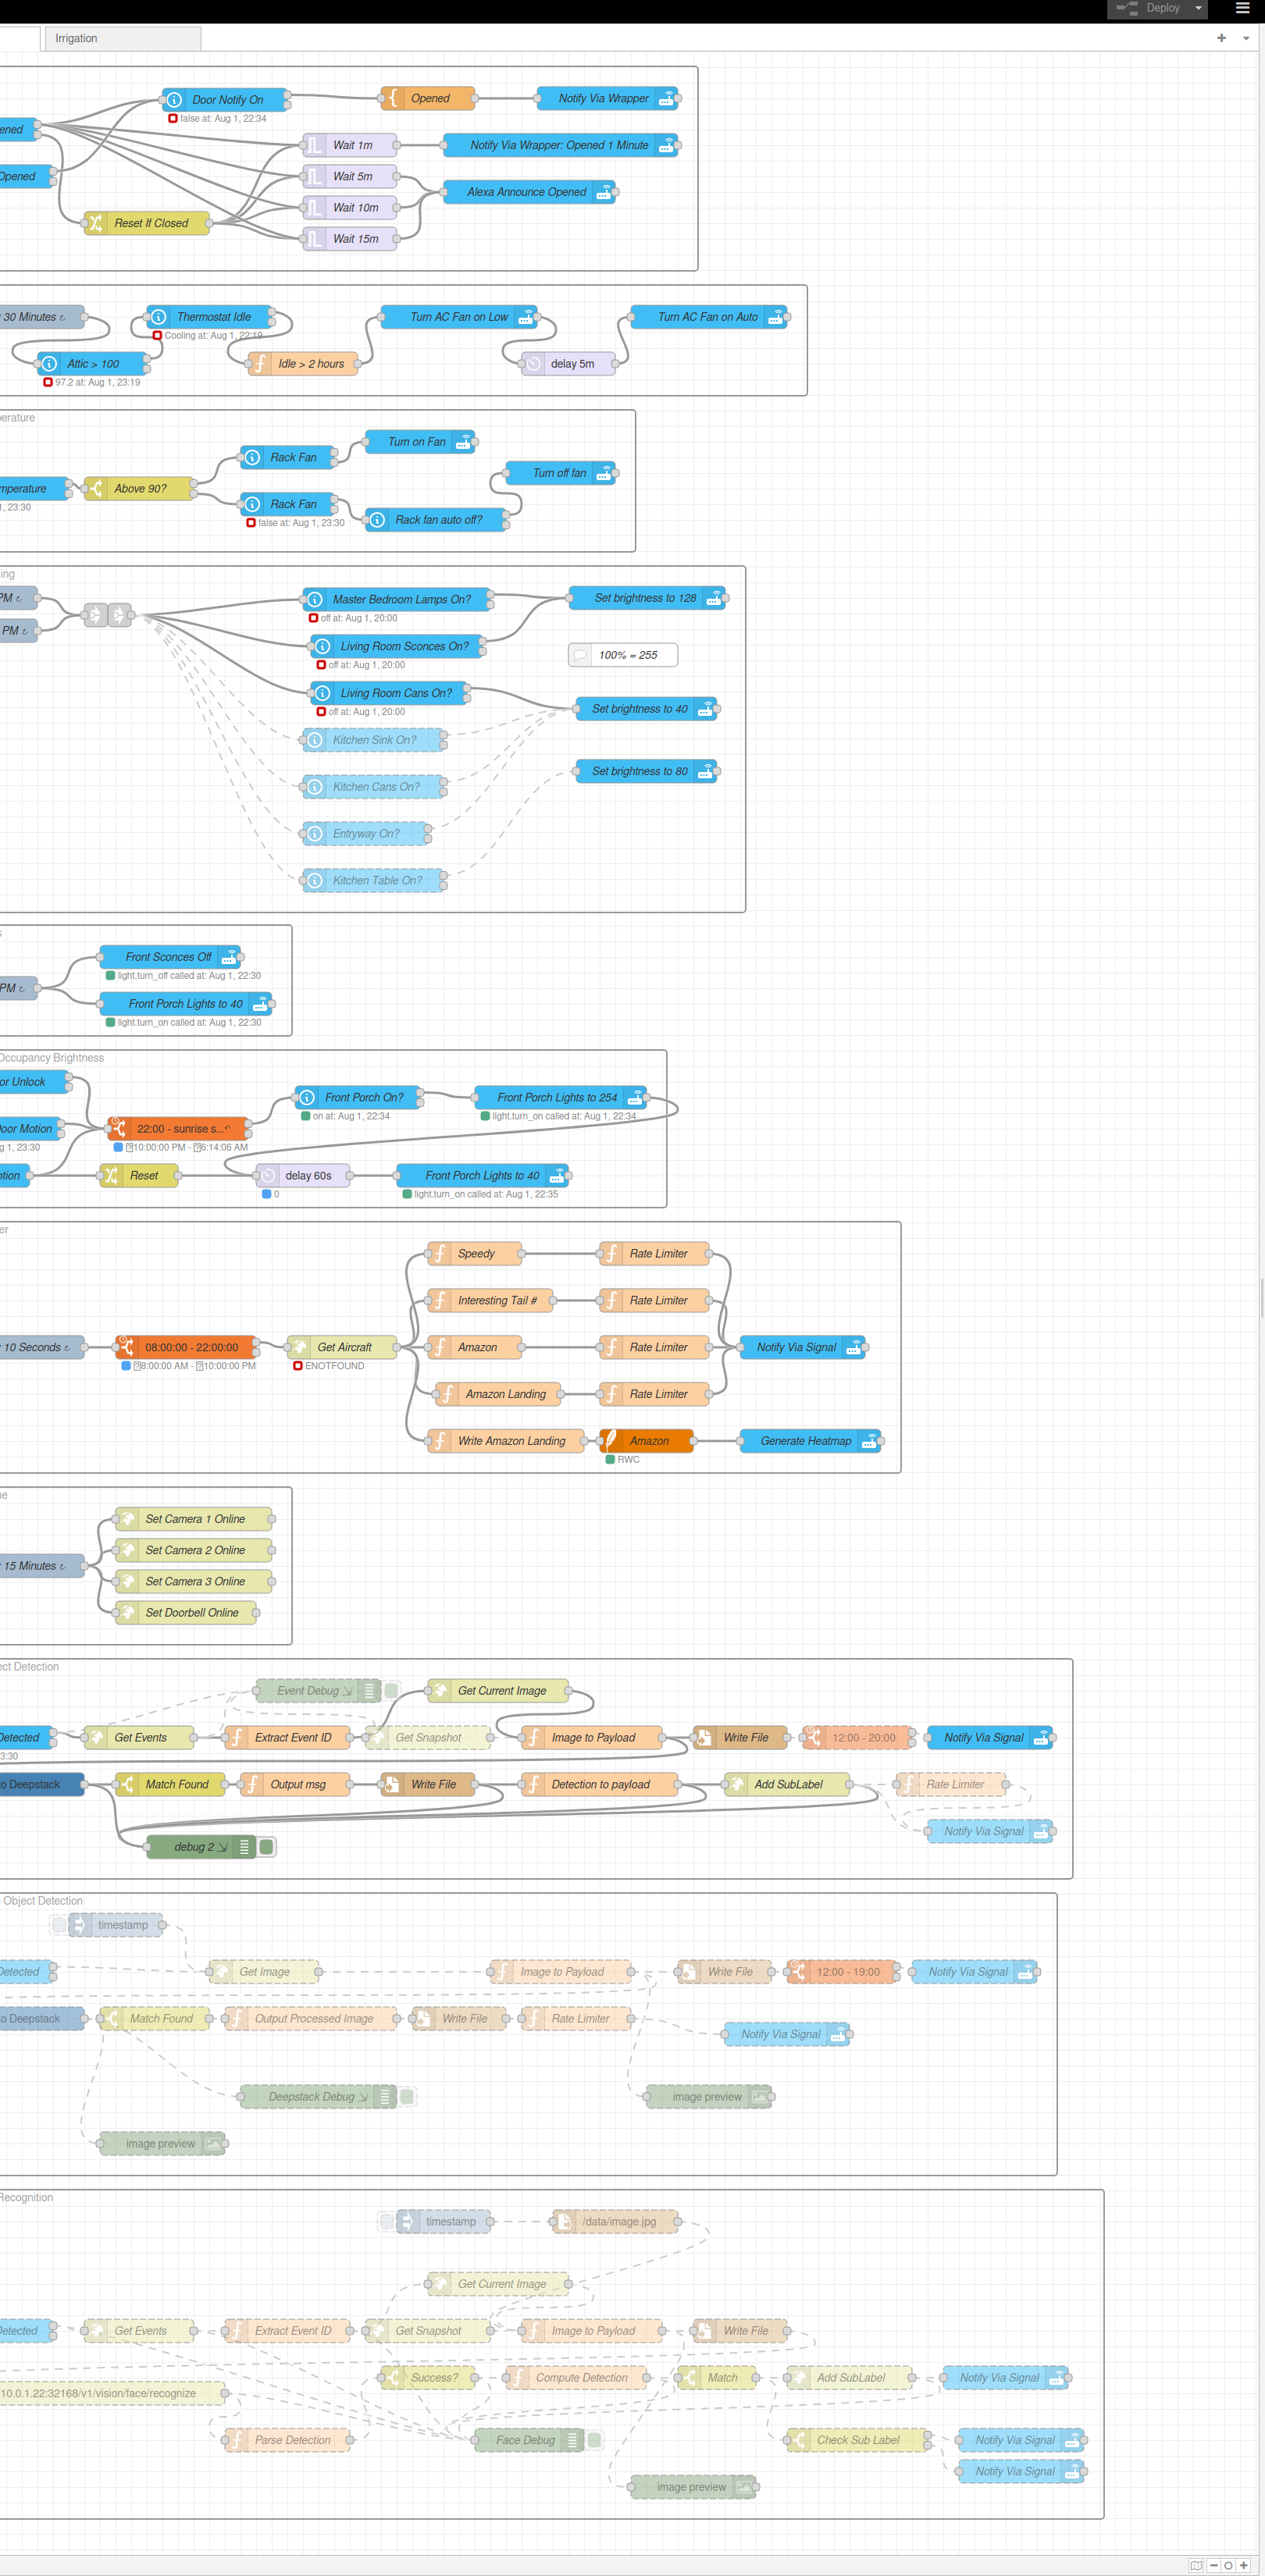 Deploy
Irrigation
Door Notify On
Opened
Notify Via Wrapper
false at: Aug 1, 22:34
ened
Wait 1m
Notify Via Wrapper: Opened 1 Minute
Opened
Wait 5m
Alexa Announce Opened
Wait 10m
Reset If Closed
Wait 15m
30 Minutes ↻
Thermostat Idle
Turn AC Fan on Low
Turn AC Fan on Auto
Cooling at: Aug 1, 22:19
Attic > 100
Idle > 2 hours
delay 5m
97.2 at: Aug 1, 23:19
perature
Turn on Fan
Rack Fan
Turn off fan
mperature
Above 90?
Rack Fan
1, 23:30
false at: Aug 1, 23:30
Rack fan auto off?
ing
PM ↻
Master Bedroom Lamps On?
Set brightness to 128
off at: Aug 1, 20:00
PM ↻
Living Room Sconces On?
100% = 255
off at: Aug 1, 20:00
Living Room Cans On?
Set brightness to 40
off at: Aug 1, 20:00
Kitchen Sink On?
Set brightness to 80
Kitchen Cans On?
Entryway On?
Kitchen Table On?
s
Front Sconces Off
light.turn_off called at: Aug 1, 22:30
PM ↻
Front Porch Lights to 40
light.turn_on called at: Aug 1, 22:30
Occupancy Brightness
or Unlock
Front Porch On?
Front Porch Lights to 254
on at: Aug 1, 22:34
light.turn_on called at: Aug 1, 22:34
Door Motion
22:00 - sunrise s...
g 1, 23:30
10:00:00 PM - 6:14:06 AM
otion
Reset
delay 60s
Front Porch Lights to 40
0
light.turn_on called at: Aug 1, 22:35
er
Speedy
Rate Limiter
Interesting Tail #
Rate Limiter
10 Seconds ↻
08:00:00 - 22:00:00
Get Aircraft
Amazon
Rate Limiter
Notify Via Signal
8:00:00 AM - 10:00:00 PM
ENOTFOUND
Amazon Landing
Rate Limiter
Write Amazon Landing
Amazon
Generate Heatmap
RWC
ne
Set Camera 1 Online
Set Camera 2 Online
15 Minutes ↻
Set Camera 3 Online
Set Doorbell Online
ect Detection
Event Debug
Get Current Image
Detected
Get Events
Extract Event ID
Get Snapshot
Image to Payload
Write File
12:00 - 20:00
Notify Via Signal
3:30
to Deepstack
Match Found
Output msg
Write File
Detection to payload
Add SubLabel
Rate Limiter
Notify Via Signal
debug 2
Object Detection
timestamp
Detected
Get Image
Image to Payload
Write File
12:00 - 19:00
Notify Via Signal
to Deepstack
Match Found
Output Processed Image
Write File
Rate Limiter
Notify Via Signal
Deepstack Debug
image preview
image preview
Recognition
timestamp
/data/image.jpg
Get Current Image
Detected
Get Events
Extract Event ID
Get Snapshot
Image to Payload
Write File
Success?
Compute Detection
Match
Add SubLabel
Notify Via Signal
10.0.1.22:32168/v1/vision/face/recognize
Parse Detection
Face Debug
Check Sub Label
Notify Via Signal
Notify Via Signal
image preview